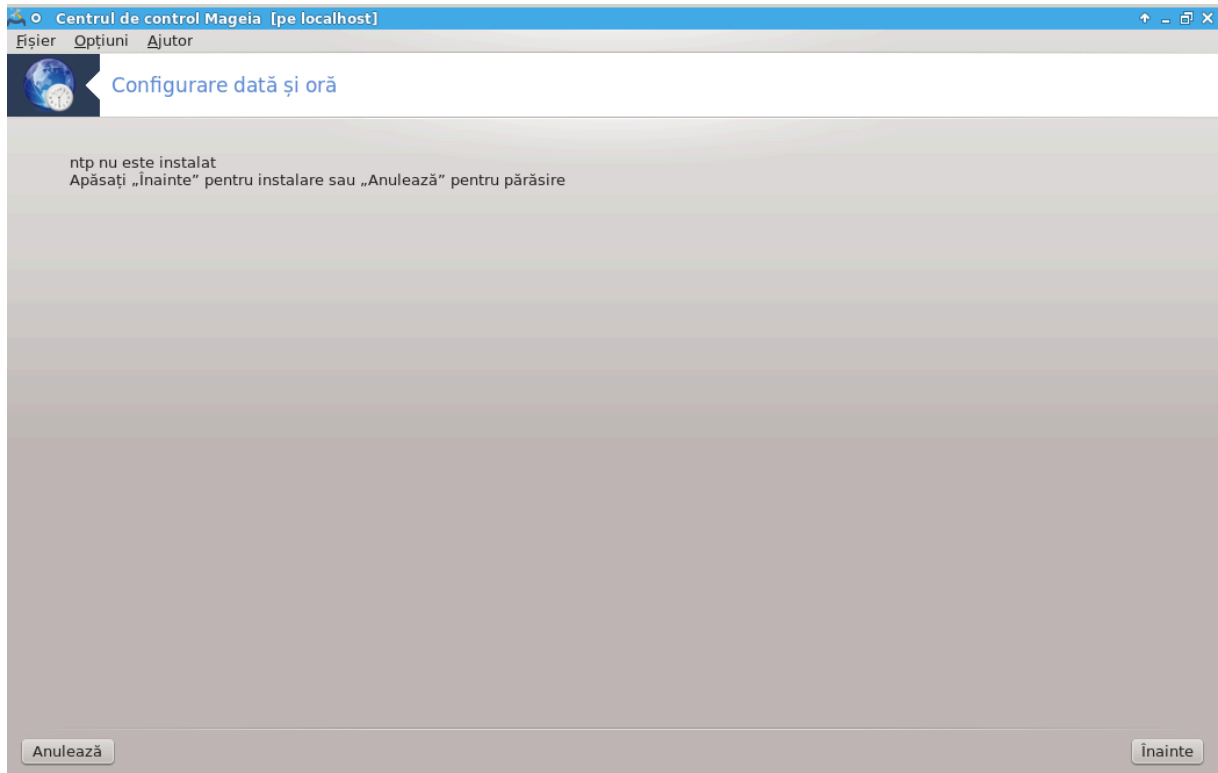 Centrul de control Mageia [pe localhost]
Fișier Opțiuni Ajutor
Configurare dată și oră
ntp nu este instalat
Apăsați „Înainte” pentru instalare sau „Anulează” pentru părăsire
Anulează Înainte